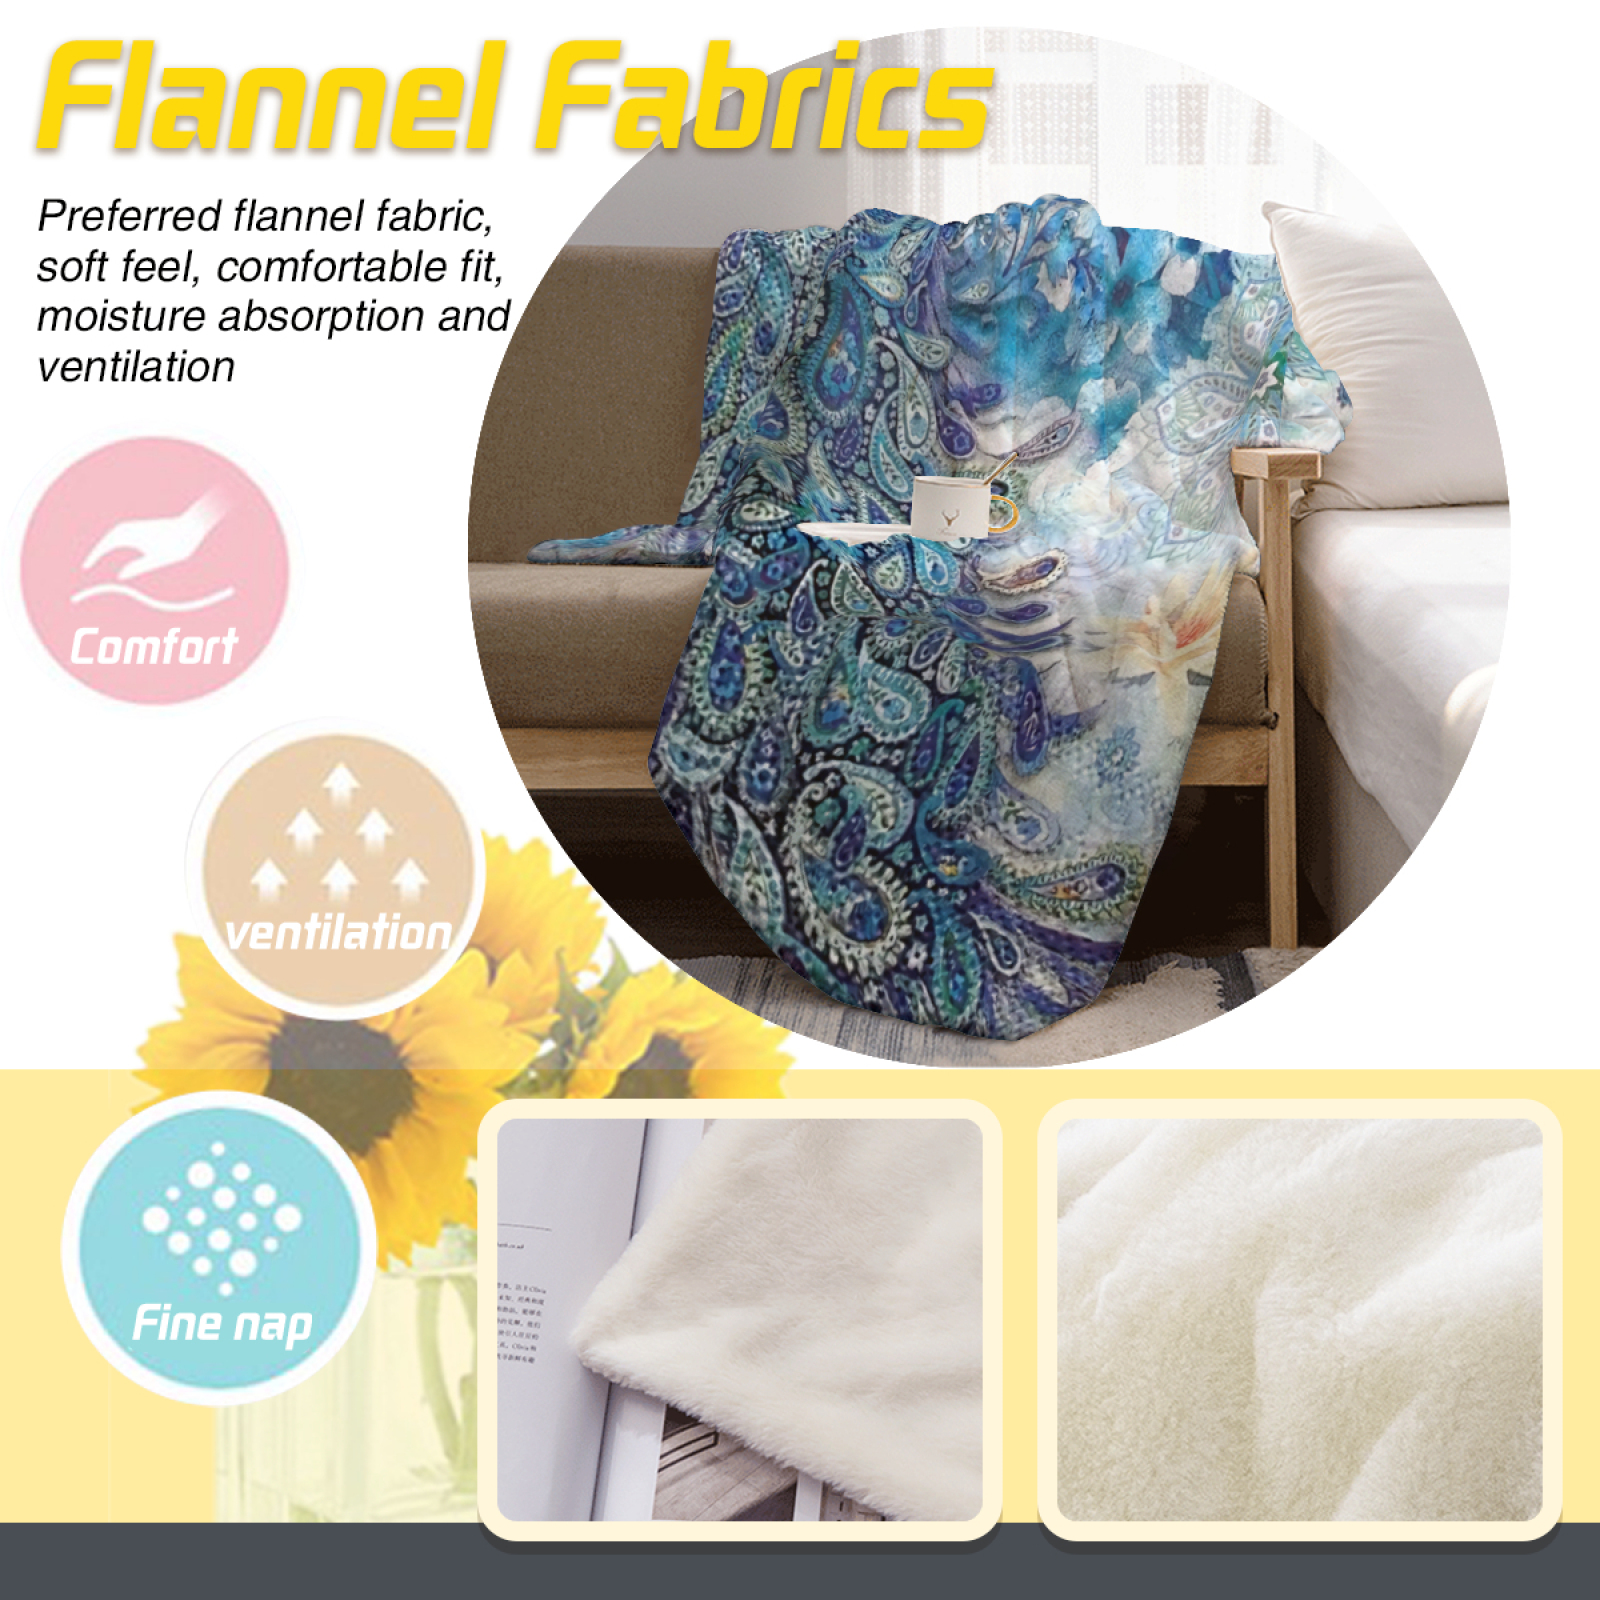 Flannel Fabrics
Preferred flannel fabric,
soft feel, comfortable fit,
moisture absorption and
ventilation
Comfort
ventilation
Fine nap